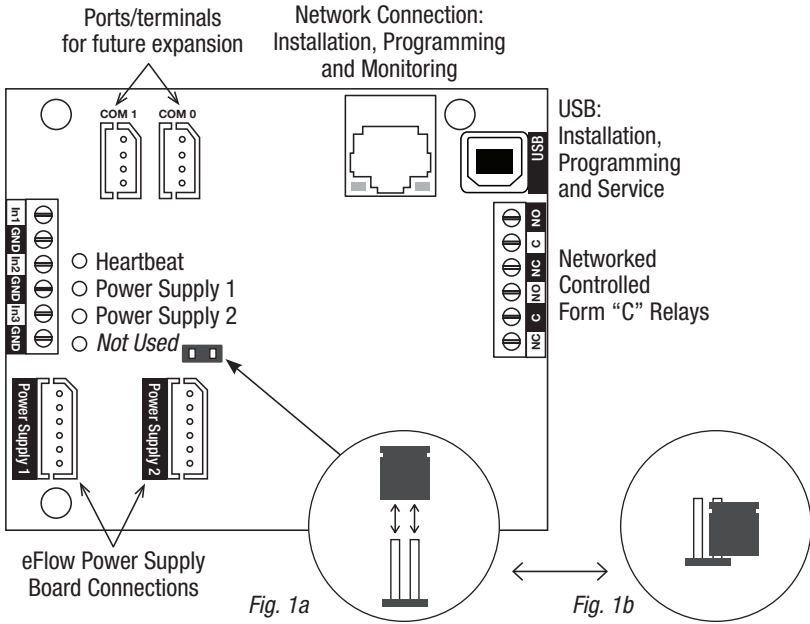 Ports/terminals
for future expansion
Network Connection:
Installation, Programming
and Monitoring
COM 1
COM 0
USB
USB:
Installation,
Programming
and Service
In1
GND
In2
GND
In3
GND
Heartbeat
Power Supply 1
Power Supply 2
Not Used
NO
C
NC
NO
C
NC
Networked
Controlled
Form “C” Relays
Power Supply 1
Power Supply 2
eFlow Power Supply
Board Connections
Fig. 1a
Fig. 1b